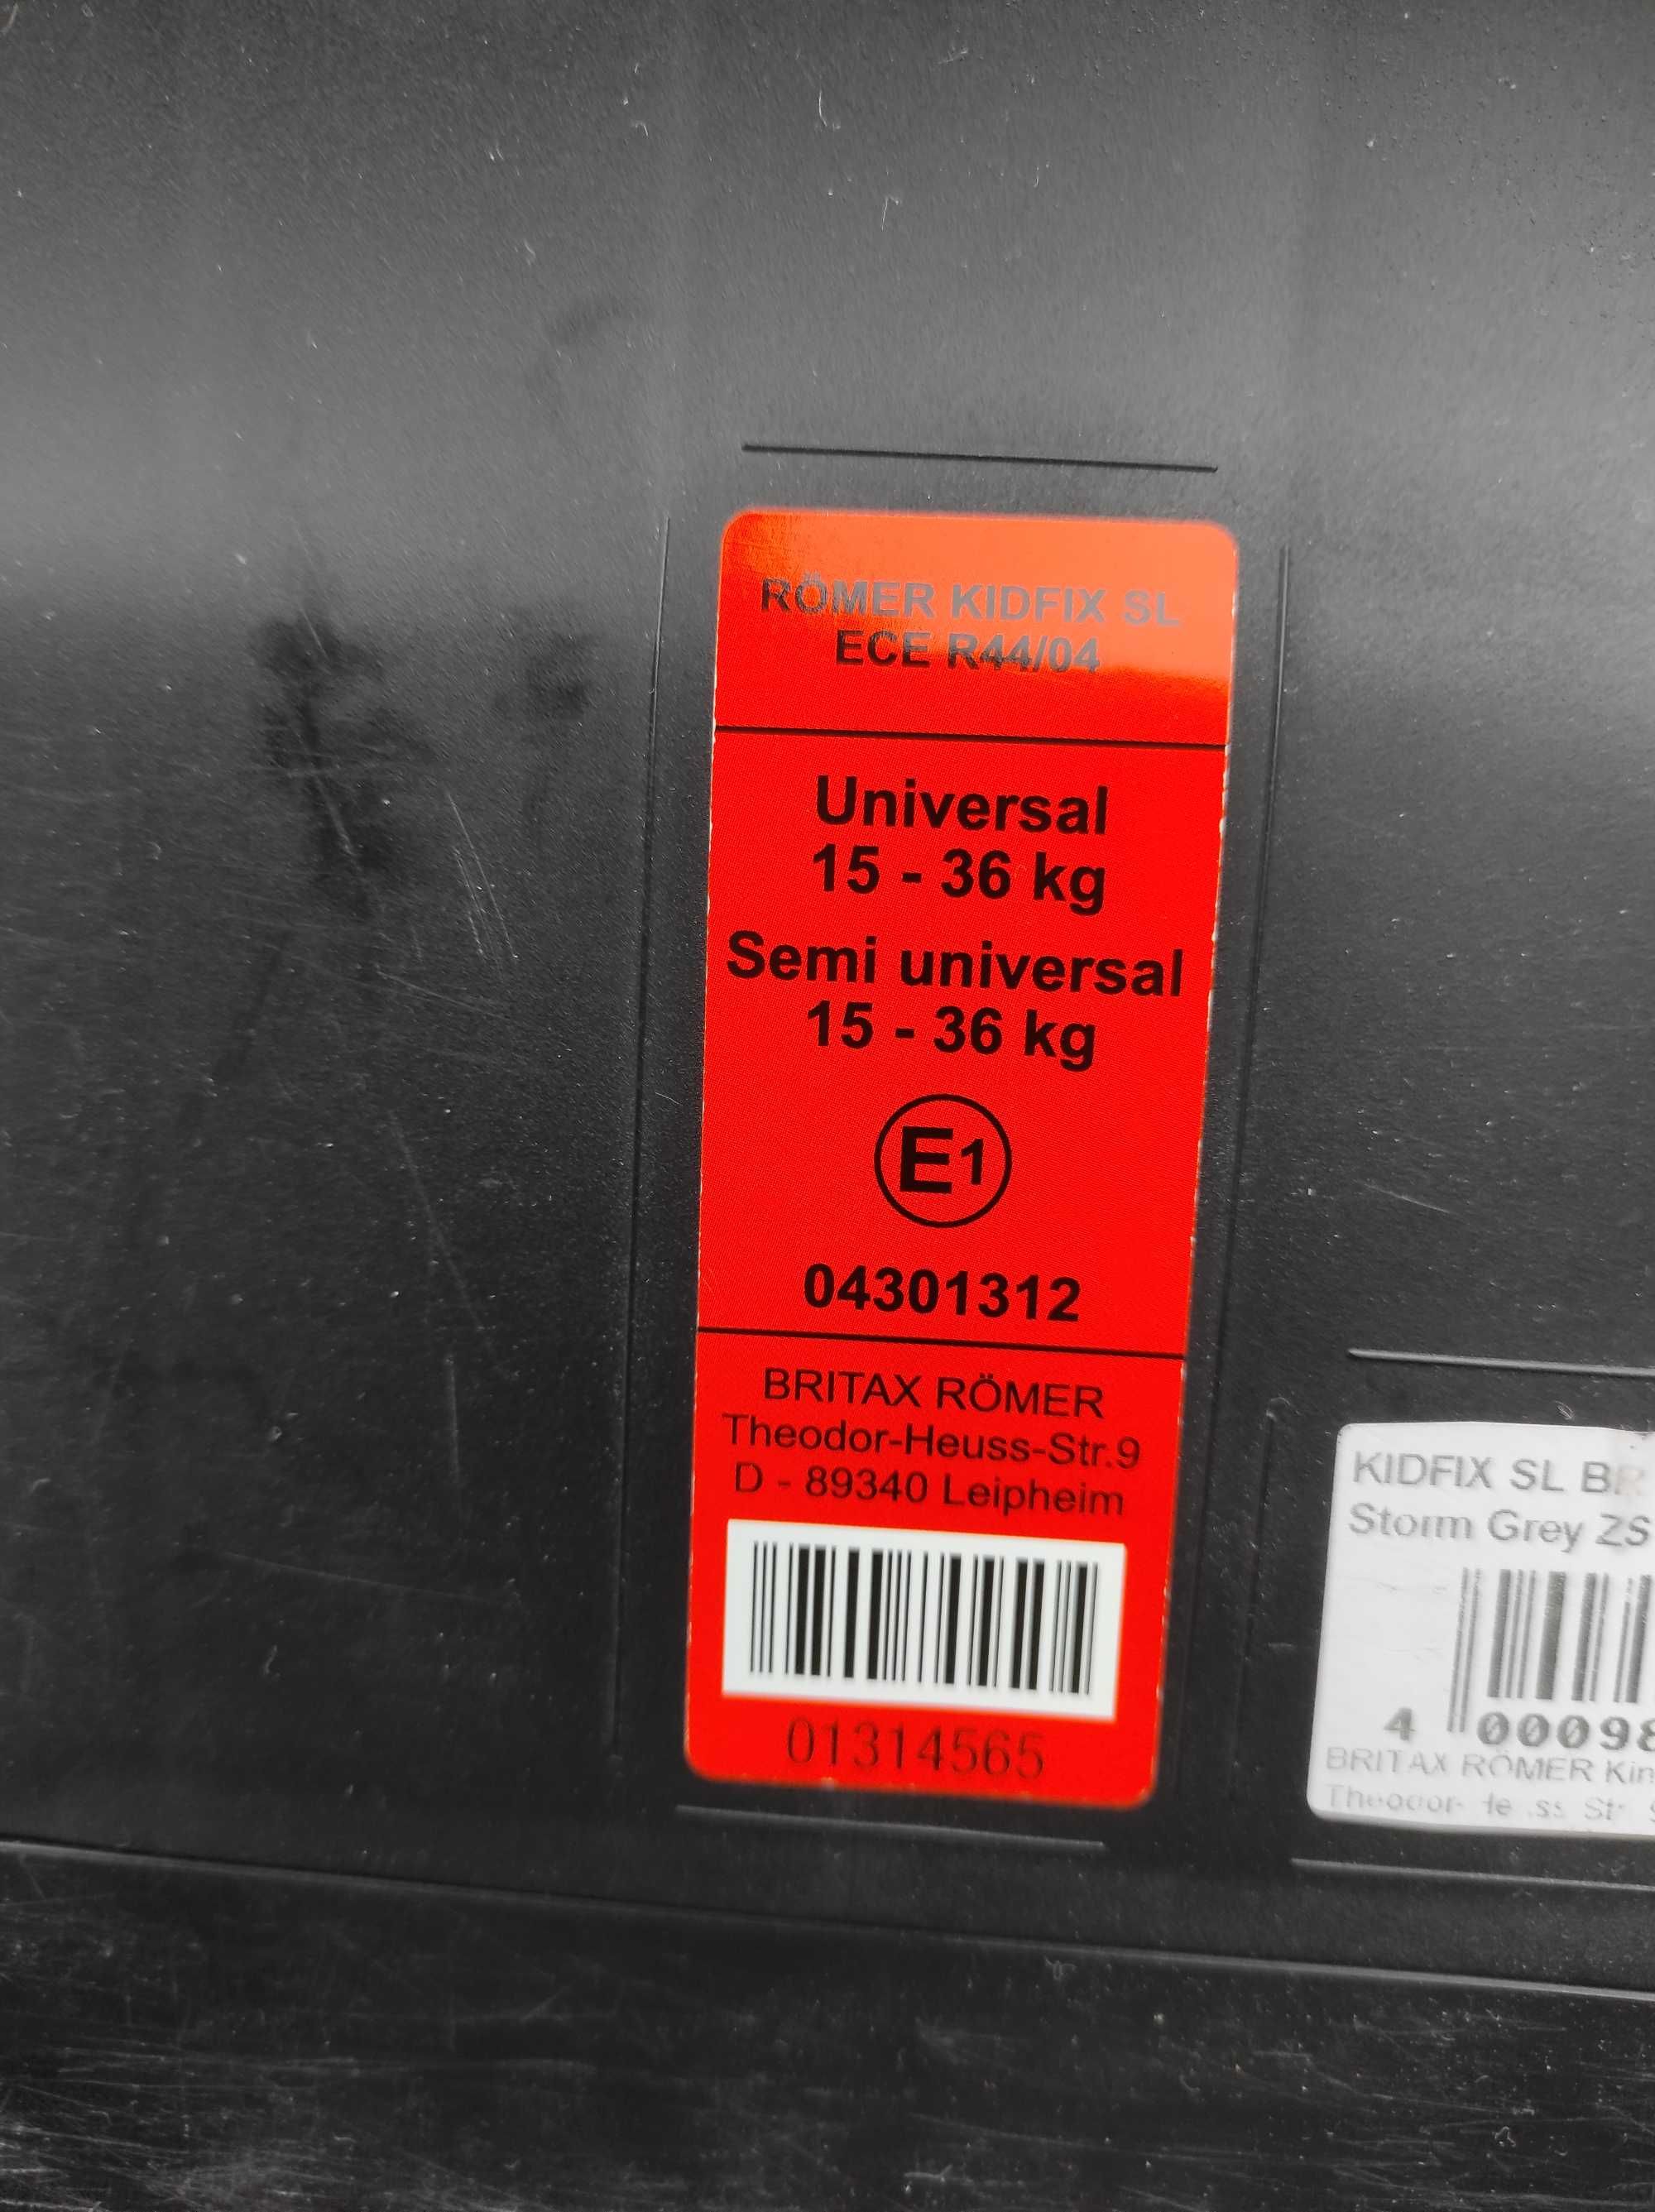 RÖMER KIDFIX SL
ECE R44/04
Universal
15 - 36 kg
Semi universal
15 - 36 kg
E1
04301312
BRITAX RÖMER
Theodor-Heuss-Str.9
D - 89340 Leipheim
01314565
KIDFIX SL BR
Storm Grey ZS
4 00098
BRITAX RÖMER Kin